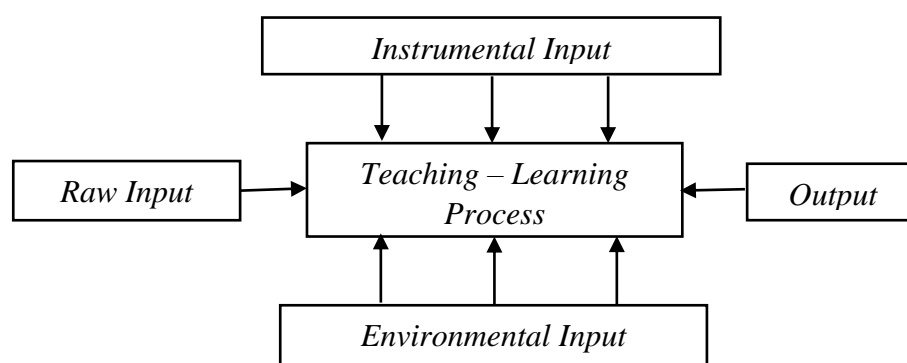 Instrumental Input
Raw Input
Teaching – Learning
Process
Output
Environmental Input